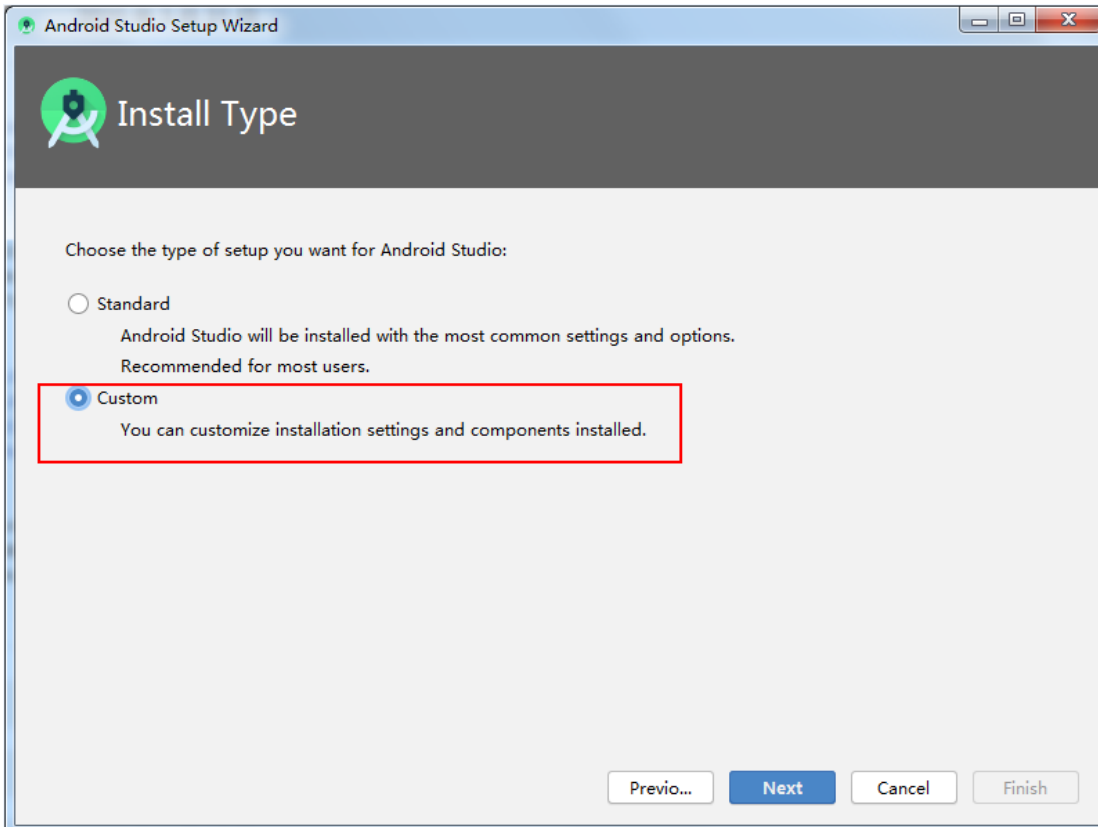 Android Studio Setup Wizard
Install Type
Choose the type of setup you want for Android Studio:
Standard
Android Studio will be installed with the most common settings and options.
Recommended for most users.
Custom
You can customize installation settings and components installed.
Previo... Next Cancel Finish